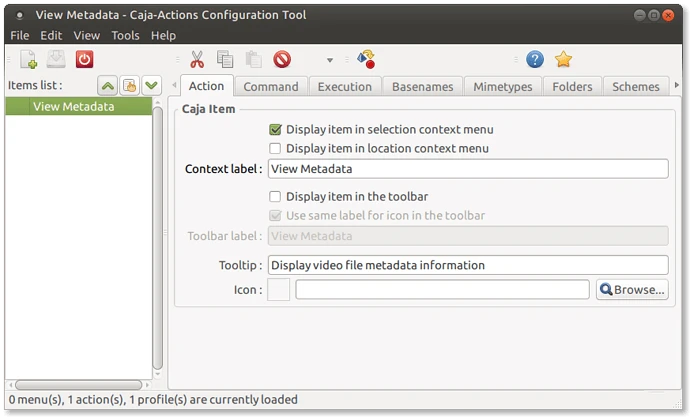 View Metadata - Caja-Actions Configuration Tool
File Edit View Tools Help
Items list :
Action Command Execution Basenames Mimetypes Folders Schemes
View Metadata
Caja Item
Display item in selection context menu
Display item in location context menu
Context label : View Metadata
Display item in the toolbar
Use same label for icon in the toolbar
Toolbar label : View Metadata
Tooltip : Display video file metadata information
Icon : Browse...
0 menu(s), 1 action(s), 1 profile(s) are currently loaded